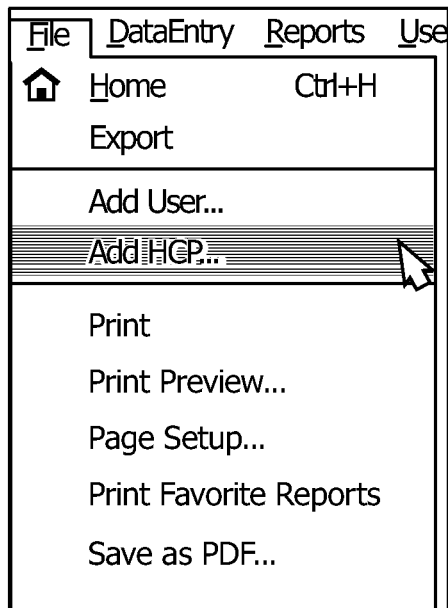 File DataEntry Reports Use
Home Ctrl+H
Export
Add User...
Add HCP...
Print
Print Preview...
Page Setup...
Print Favorite Reports
Save as PDF...